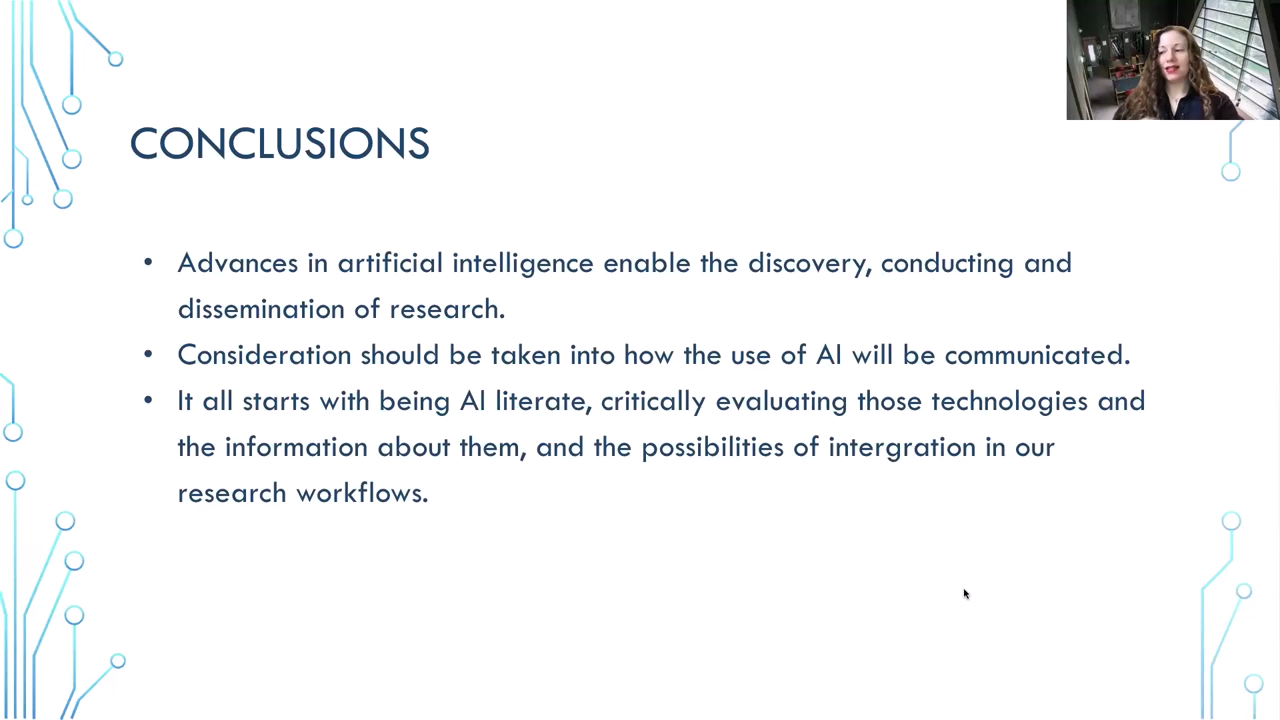 CONCLUSIONS
• Advances in artificial intelligence enable the discovery, conducting and
dissemination of research.
• Consideration should be taken into how the use of AI will be communicated.
• It all starts with being AI literate, critically evaluating those technologies and
the information about them, and the possibilities of intergration in our
research workflows.